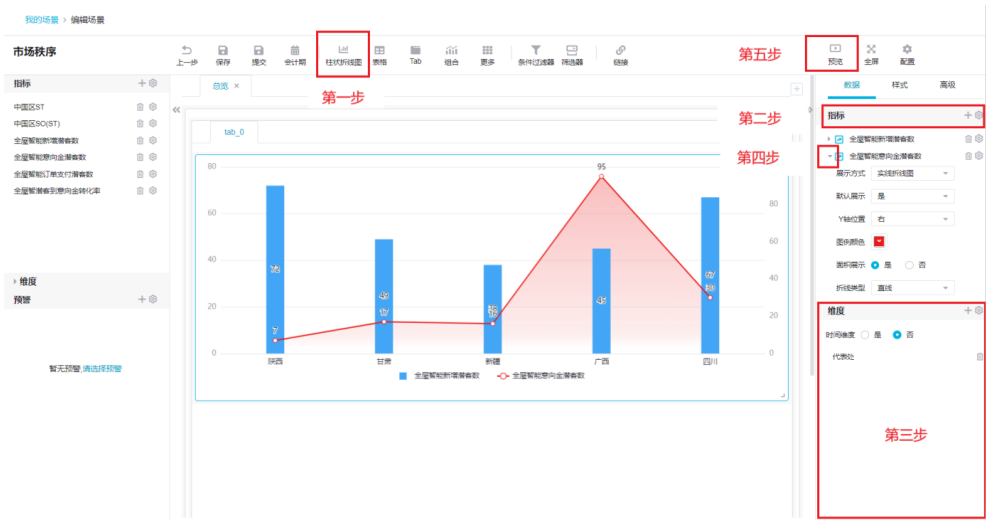 我的场景 > 编辑场景
市场秩序
上一步 保存 提交 会计期 柱状折线图 表格 Tab 组合 更多 条件过滤器 筛选器 链接 第五步 预览 全屏 配置
指标
中国区ST
中国区SO(ST)
全屋智能新增潜客数
全屋智能意向金潜客数
全屋智能订单支付潜客数
全屋智潜客到意向金转化率
维度
预警
暂无预警,请选择预警
总览 ×
第一步
tab_0
80
60
40
20
0
80
60
40
20
0
72
49
45
67
30
7
17
16
95
陕西 甘肃 新疆 广西 四川
全屋智能新增潜客数 全屋智能意向金潜客数
第二步
第四步
数据 样式 高级
指标
全屋智能新增潜客数
全屋智能意向金潜客数
展示方式 实线折线图
默认展示 是
Y轴位置 右
图例颜色
面积展示 是 否
折线类型 直线
维度
时间维度 是 否
代表处
第三步